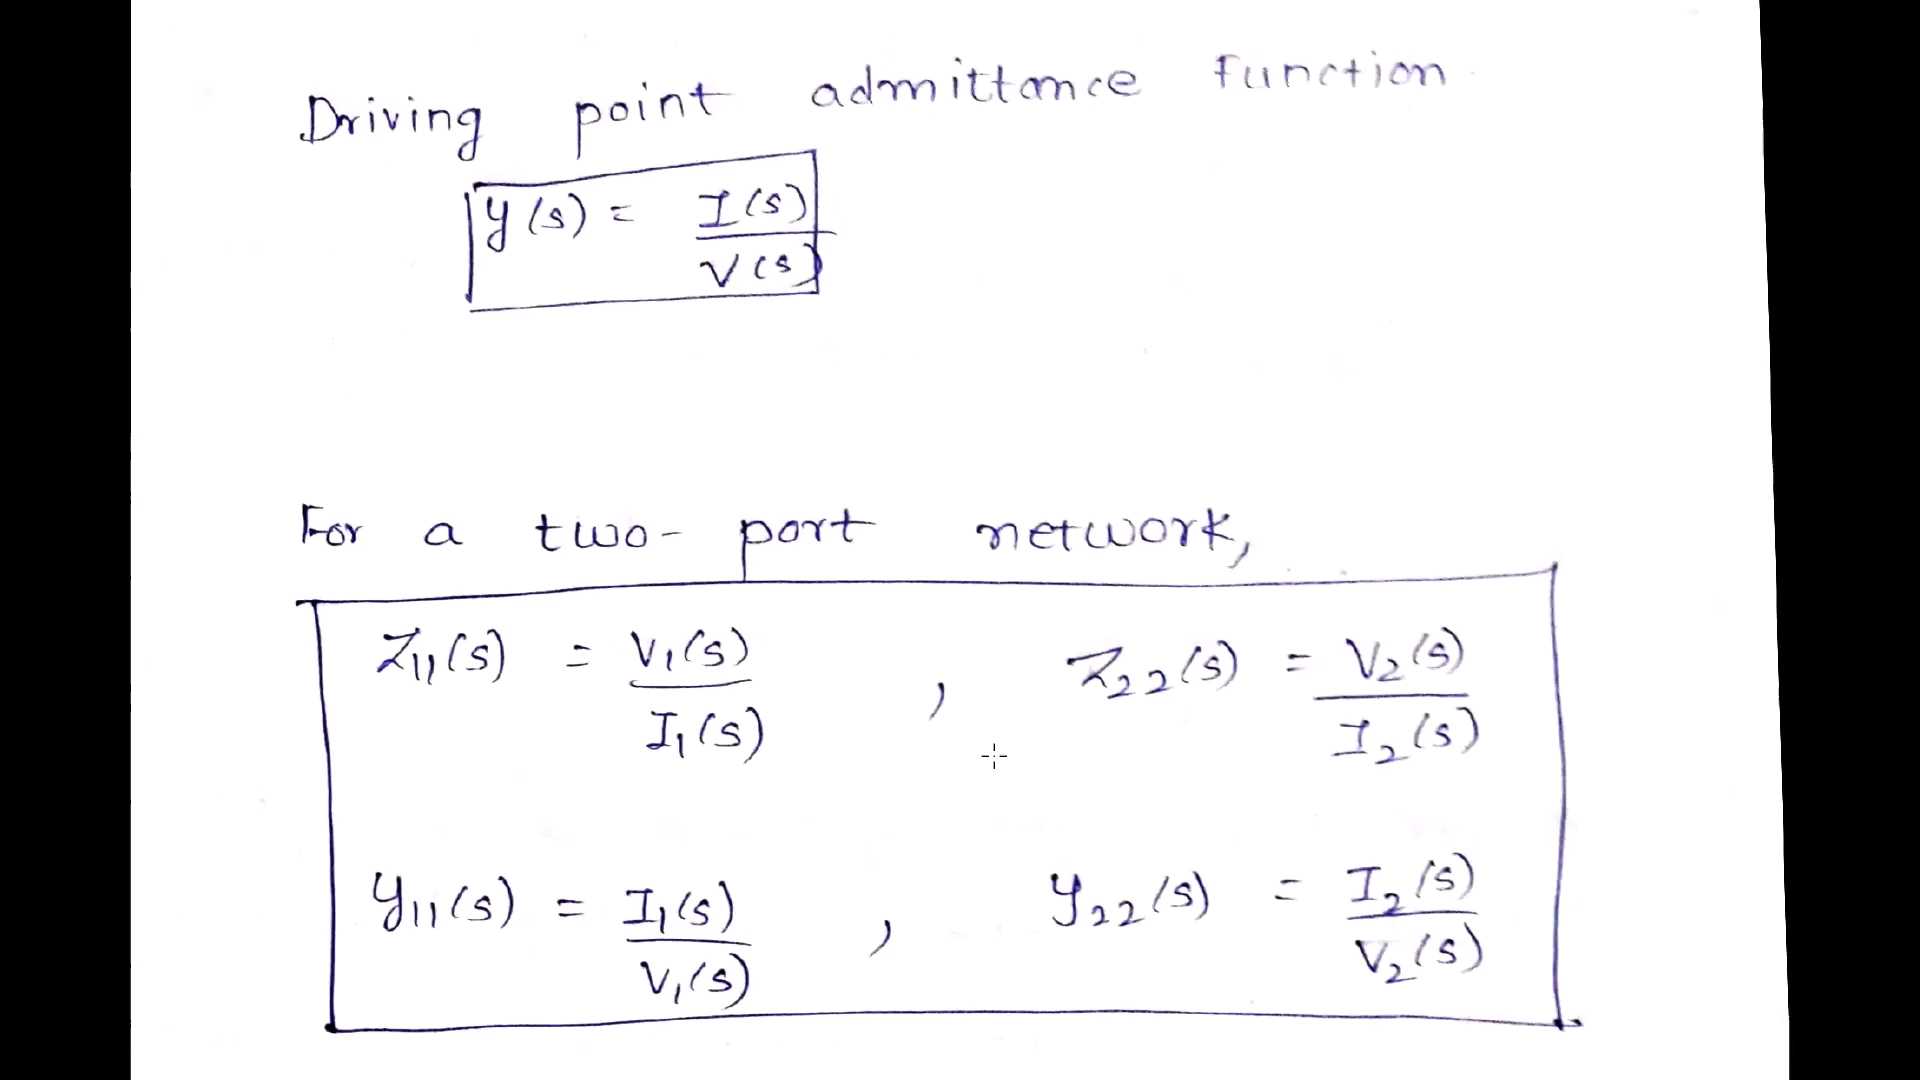 Driving point admittance function
y(s) = I(s)/V(s)
For a two-port network,
Z11(s) = V1(s)/I1(s) , Z22(s) = V2(s)/I2(s)
y11(s) = I1(s)/V1(s) , y22(s) = I2(s)/V2(s)